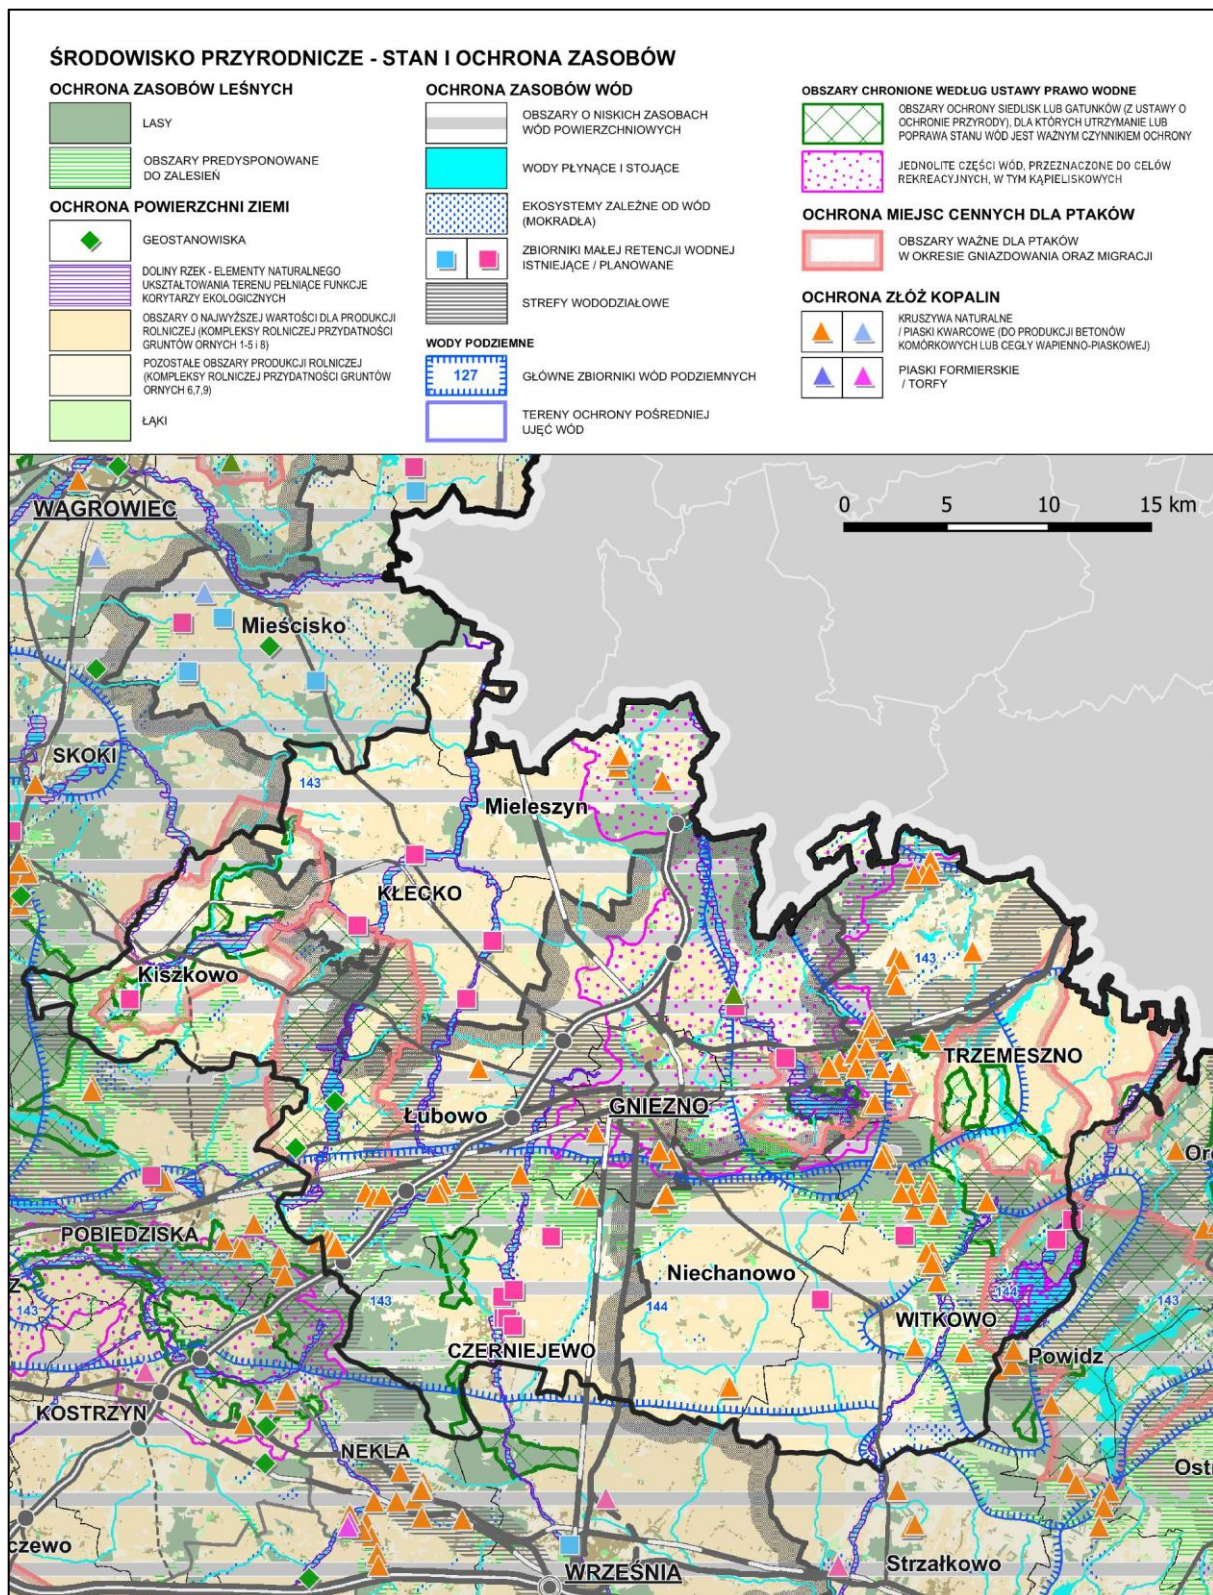 ŚRODOWISKO PRZYRODNICZE - STAN I OCHRONA ZASOBÓW
OCHRONA ZASOBÓW LEŚNYCH
LASY
OBSZARY PREDYSPONOWANE
DO ZALESIEŃ
OCHRONA POWIERZCHNI ZIEMI
GEOSTANOWISKA
DOLINY RZEK - ELEMENTY NATURALNEGO
UKSZTAŁTOWANIA TERENU PEŁNIĄCE FUNKCJE
KORYTARZY EKOLOGICZNYCH
OBSZARY O NAJWYŻSZEJ WARTOŚCI DLA PRODUKCJI
ROLNICZEJ (KOMPLEKSY ROLNICZEJ PRZYDATNOŚCI
GRUNTÓW ORNYCH 1-5 i 8)
POZOSTAŁE OBSZARY PRODUKCJI ROLNICZEJ
(KOMPLEKSY ROLNICZEJ PRZYDATNOŚCI GRUNTÓW
ORNYCH 6,7,9)
ŁĄKI
OCHRONA ZASOBÓW WÓD
OBSZARY O NISKICH ZASOBACH
WÓD POWIERZCHNIOWYCH
WODY PŁYNĄCE I STOJĄCE
EKOSYSTEMY ZALEŻNE OD WÓD
(MOKRADŁA)
ZBIORNIKI MAŁEJ RETENCJI WODNEJ
ISTNIEJĄCE / PLANOWANE
STREFY WODODZIAŁOWE
WODY PODZIEMNE
127
GŁÓWNE ZBIORNIKI WÓD PODZIEMNYCH
TERENY OCHRONY POŚREDNIEJ
UJĘĆ WÓD
OBSZARY CHRONIONE WEDŁUG USTAWY PRAWO WODNE
OBSZARY OCHRONY SIEDLISK LUB GATUNKÓW (Z USTAWY O
OCHRONIE PRZYRODY), DLA KTÓRYCH UTRZYMANIE LUB
POPRAWA STANU WÓD JEST WAŻNYM CZYNNIKIEM OCHRONY
JEDNOLITE CZĘŚCI WÓD, PRZEZNACZONE DO CELÓW
REKREACYJNYCH, W TYM KĄPIELISKOWYCH
OCHRONA MIEJSC CENNYCH DLA PTAKÓW
OBSZARY WAŻNE DLA PTAKÓW
W OKRESIE GNIAZDOWANIA ORAZ MIGRACJI
OCHRONA ZŁÓŻ KOPALIN
KRUSZYWA NATURALNE
/ PIASKI KWARCOWE (DO PRODUKCJI BETONÓW
KOMÓRKOWYCH LUB CEGŁY WAPIENNO-PIASKOWEJ)
PIASKI FORMIERSKIE
/ TORFY
0 5 10 15 km
WĄGROWIEC
Mieścisko
SKOKI
143
Mieleszyn
KŁECKO
Kiszkowo
143
TRZEMESZNO
GNIEZNO
Łubowo
Or
POBIEDZISKA
Z
Niechanowo
143
143
144
144
143
WITKOWO
CZERNIEJEWO
Powidz
KOSTRZYN
NEKLA
Ost
czewo
WRZEŚNIA
Strzałkowo